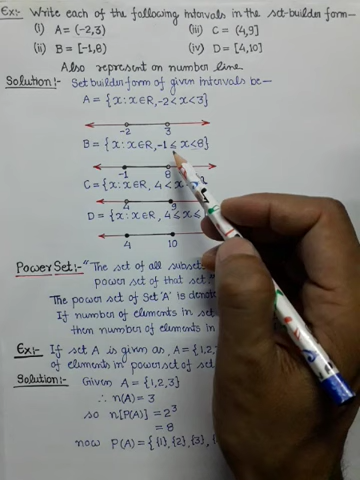 Ex:- Write each of the following intervals in the set-builder form-
(i) A = (-2,3) (iii) C = (4,9]
(ii) B = [-1,8) (iv) D = [4,10]
Also represent on number line
Solution:- Set builder form of given intervals be-
A = {x : x∈R, -2 < x < 3}
-2 3
B = {x : x∈R, -1 ≤ x < 8}
-1 8
C = {x : x∈R, 4 < x
4 9
D = {x : x∈R, 4 ≤ x ≤
4 10
Power Set:- "The set of all subsets
power set of that set"
The power set of Set 'A' is denote
If number of elements in set
then number of elements in
Ex:- If set A is given as, A = {1,2,
of elements in power set of set
Solution:- Given A = {1,2,3}
∴ n(A) = 3
so n[P(A)] = 2³
= 8
now P(A) = { {1}, {2}, {3}, {